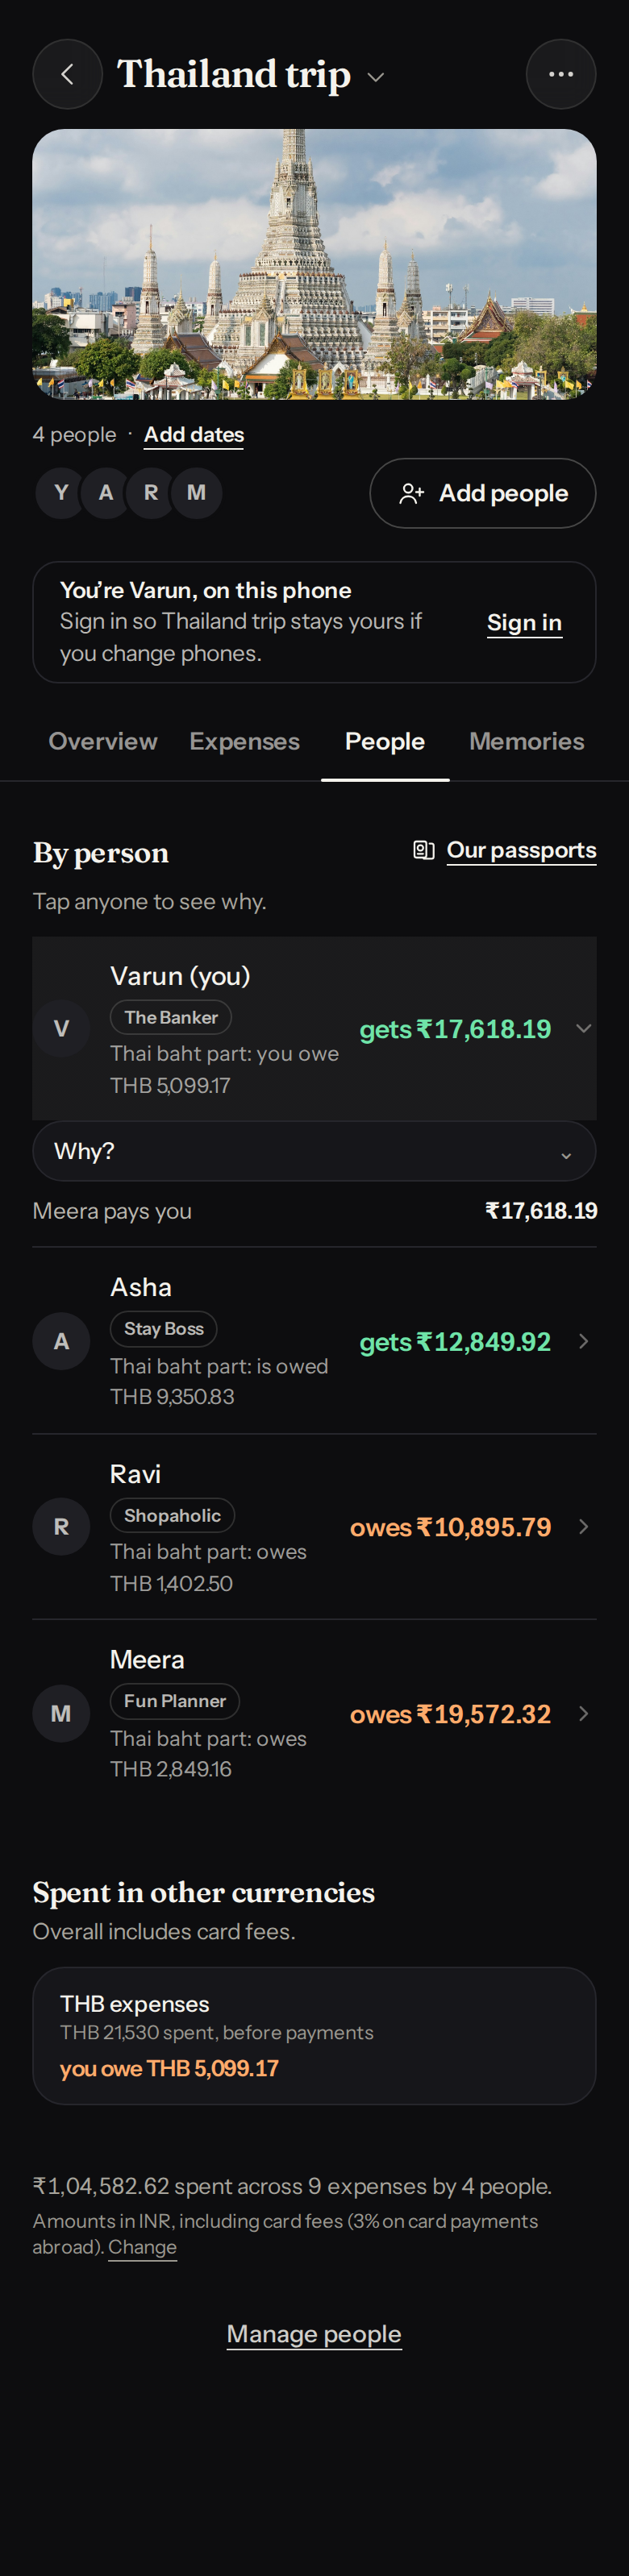 Thailand trip
4 people · Add dates
Y A R M
Add people
You’re Varun, on this phone
Sign in so Thailand trip stays yours if
you change phones.
Sign in
Overview Expenses People Memories
By person
Our passports
Tap anyone to see why.
V
Varun (you)
The Banker
Thai baht part: you owe
THB 5,099.17
gets ₹17,618.19
Why?
Meera pays you ₹17,618.19
A
Asha
Stay Boss
Thai baht part: is owed
THB 9,350.83
gets ₹12,849.92
R
Ravi
Shopaholic
Thai baht part: owes
THB 1,402.50
owes ₹10,895.79
M
Meera
Fun Planner
Thai baht part: owes
THB 2,849.16
owes ₹19,572.32
Spent in other currencies
Overall includes card fees.
THB expenses
THB 21,530 spent, before payments
you owe THB 5,099.17
₹1,04,582.62 spent across 9 expenses by 4 people.
Amounts in INR, including card fees (3% on card payments
abroad). Change
Manage people